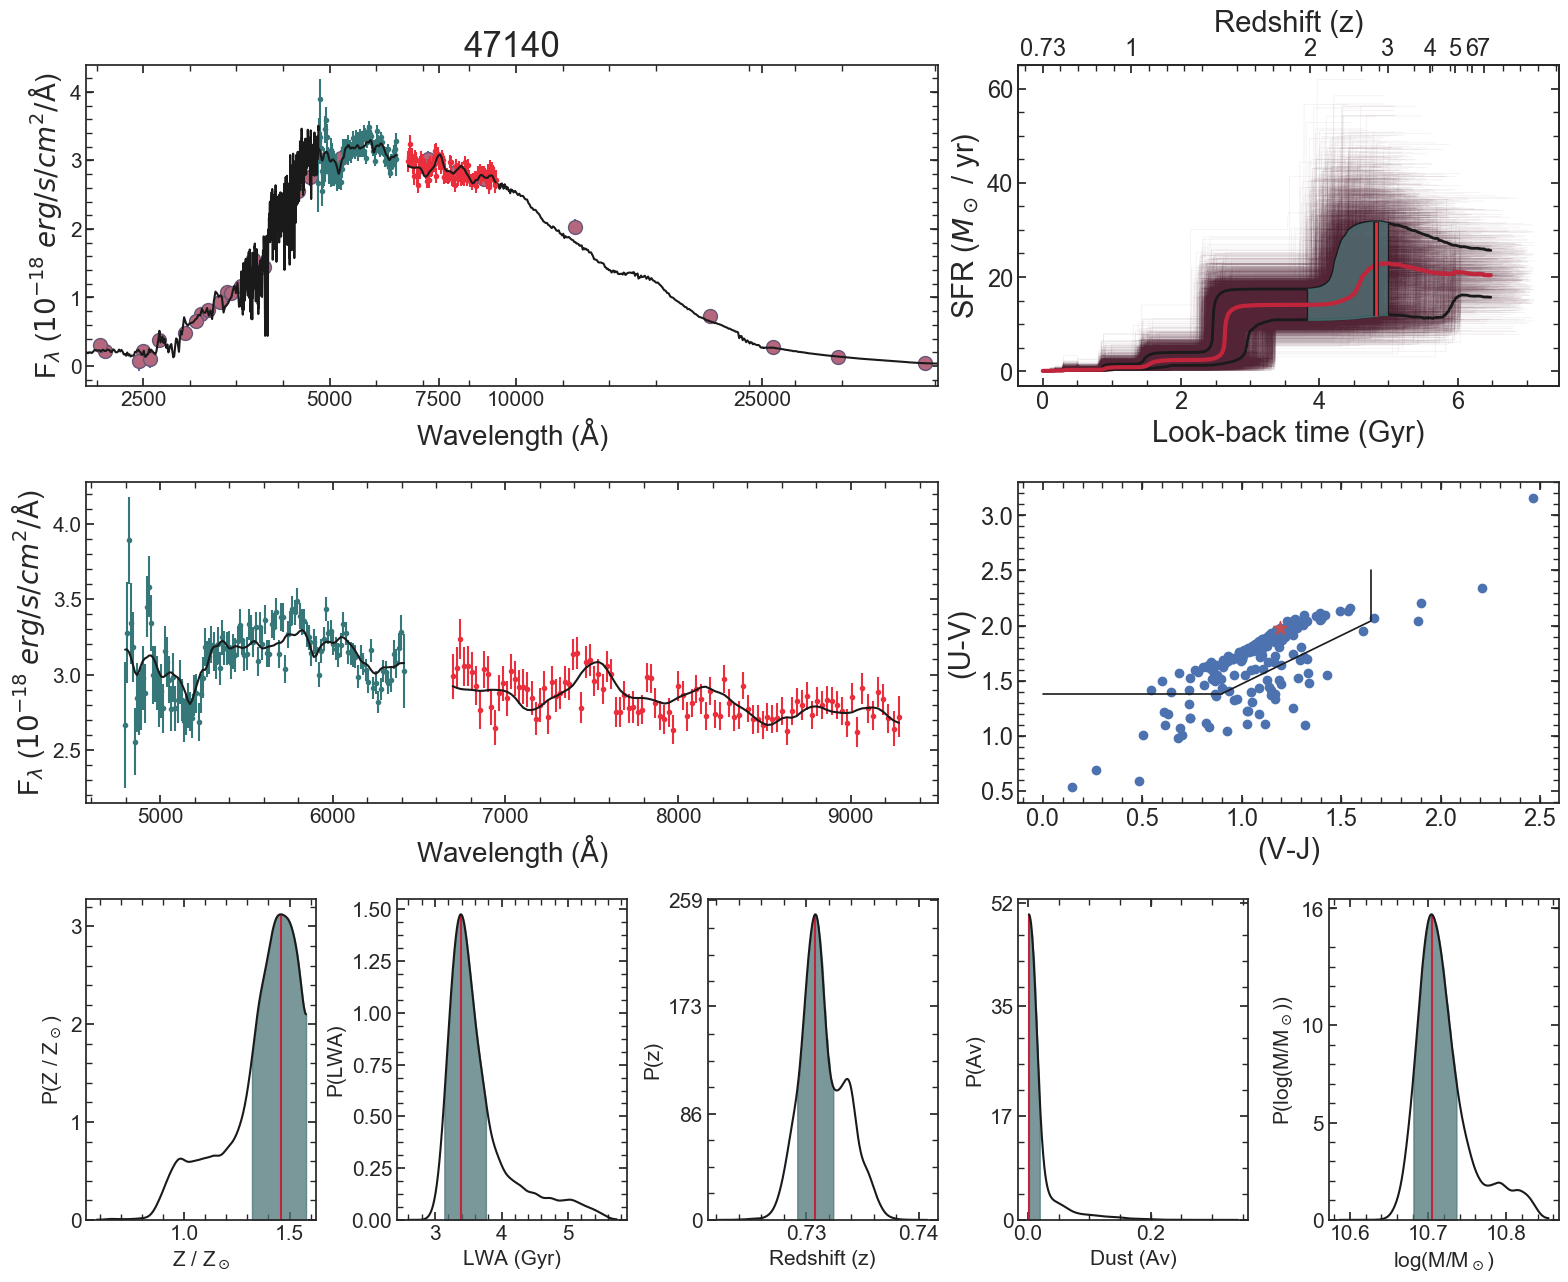 47140
F_λ (10^−18 erg/s/cm^2/Å)
4
3
2
1
0
2500 5000 7500 10000 25000
Wavelength (Å)
Redshift (z)
0.73 1 2 3 4 5 6 7
SFR (M_⊙ / yr)
60
40
20
0
0 2 4 6
Look-back time (Gyr)
F_λ (10^−18 erg/s/cm^2/Å)
4.0
3.5
3.0
2.5
5000 6000 7000 8000 9000
Wavelength (Å)
(U-V)
3.0
2.5
2.0
1.5
1.0
0.5
0.0 0.5 1.0 1.5 2.0 2.5
(V-J)
P(Z / Z_⊙)
3
2
1
0
1.0 1.5
Z / Z_⊙
P(LWA)
1.50
1.25
1.00
0.75
0.50
0.25
0.00
3 4 5
LWA (Gyr)
P(z)
259
173
86
0
0.73 0.74
Redshift (z)
P(Av)
52
35
17
0
0.0 0.2
Dust (Av)
P(log(M/M_⊙))
16
10
5
0
10.6 10.7 10.8
log(M/M_⊙)